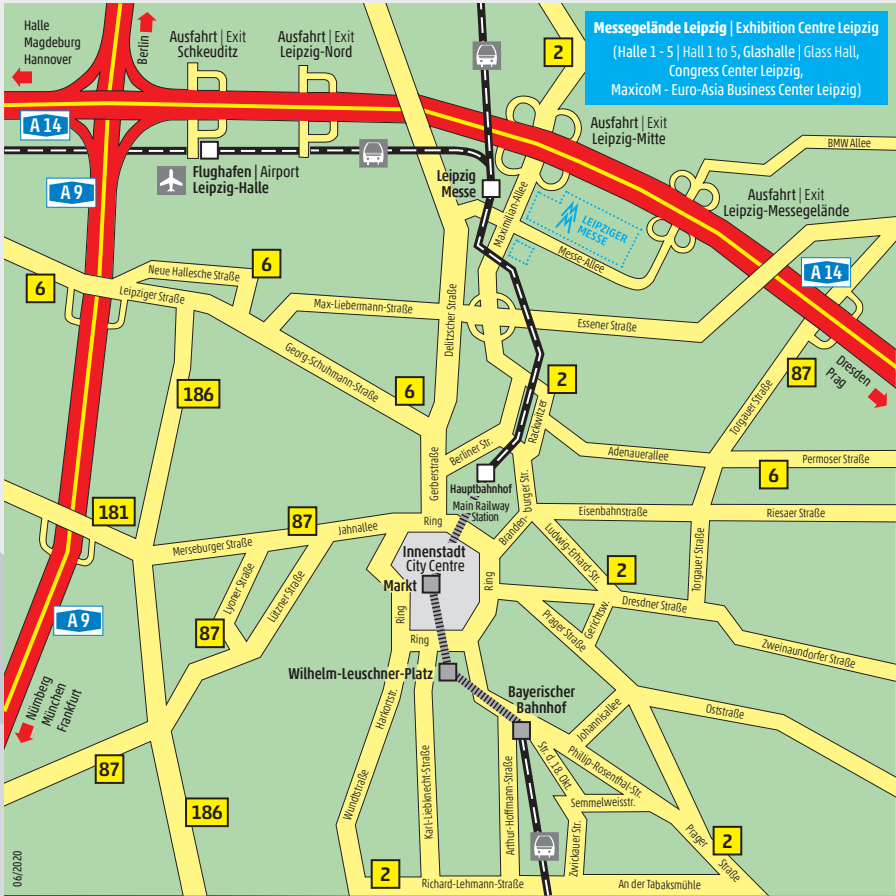 Halle
Magdeburg
Hannover
Berlin
Ausfahrt | Exit
Schkeuditz
Ausfahrt | Exit
Leipzig-Nord
2
Messegelände Leipzig | Exhibition Centre Leipzig
(Halle 1 - 5 | Hall 1 to 5, Glashalle | Glass Hall,
Congress Center Leipzig,
MaxicoM - Euro-Asia Business Center Leipzig)
A 14
Ausfahrt | Exit
Leipzig-Mitte
BMW Allee
A 9
Flughafen | Airport
Leipzig-Halle
Leipzig
Messe
Maximilian-Allee
LEIPZIGER
MESSE
Messe-Allee
Ausfahrt | Exit
Leipzig-Messegelände
A 14
6
Neue Hallesche Straße
6
Leipziger Straße
Max-Liebermann-Straße
Delitzscher Straße
Essener Straße
Georg-Schuhmann-Straße
186
6
2
87
Dresden
Prag
Torgauer Straße
Rackwitzer
Berliner Str.
Gerberstraße
Adenauerallee
Permoser Straße
6
Hauptbahnhof
Main Railway
Station
Branden-
burger Str.
181
87
Jahnallee
Ring
Eisenbahnstraße
Riesaer Straße
Merseburger Straße
Innenstadt
City Centre
Markt
Ring
Ring
Ring
Ludwig-Erhard-Str.
2
Torgauer Straße
Dresdner Straße
Gerichtsw.
Prager Straße
Zweinaundorfer Straße
Lyoner Straße
Lützner Straße
87
A 9
Nürnberg
München
Frankfurt
Wilhelm-Leuschner-Platz
Bayerischer
Bahnhof
Harkortstr.
Wundtstraße
Karl-Liebknecht-Straße
Arthur-Hoffmann-Straße
Johannisallee
Oststraße
Str. d. 18. Okt.
Phillip-Rosenthal-Str.
Semmelweisstr.
Zwickauer Str.
Prager
Straße
2
87
186
2
Richard-Lehmann-Straße
An der Tabaksmühle
06/2020